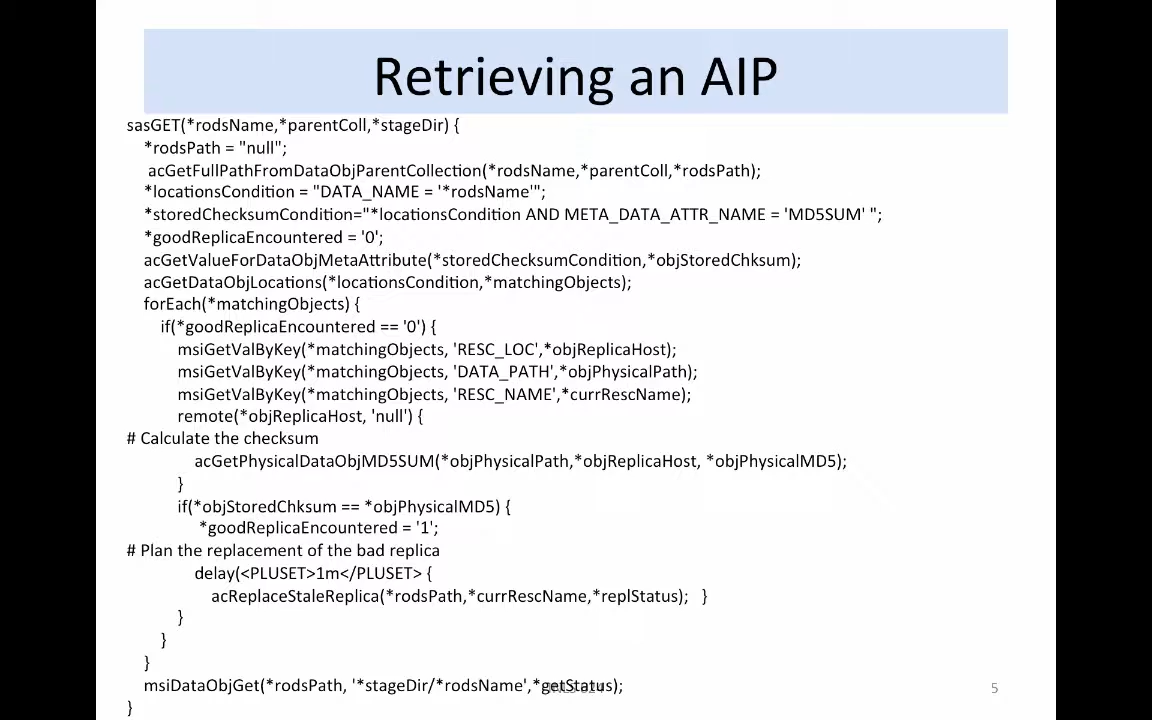 Retrieving an AIP
sasGET(*rodsName,*parentColl,*stageDir) {
*rodsPath = "null";
acGetFullPathFromDataObjParentCollection(*rodsName,*parentColl,*rodsPath);
*locationsCondition = "DATA_NAME = '*rodsName'";
*storedChecksumCondition="*locationsCondition AND META_DATA_ATTR_NAME = 'MD5SUM' ";
*goodReplicaEncountered = '0';
acGetValueForDataObjMetaAttribute(*storedChecksumCondition,*objStoredChksum);
acGetDataObjLocations(*locationsCondition,*matchingObjects);
forEach(*matchingObjects) {
if(*goodReplicaEncountered == '0') {
msiGetValByKey(*matchingObjects, 'RESC_LOC',*objReplicaHost);
msiGetValByKey(*matchingObjects, 'DATA_PATH',*objPhysicalPath);
msiGetValByKey(*matchingObjects, 'RESC_NAME',*currRescName);
remote(*objReplicaHost, 'null') {
# Calculate the checksum
acGetPhysicalDataObjMD5SUM(*objPhysicalPath,*objReplicaHost, *objPhysicalMD5);
}
if(*objStoredChksum == *objPhysicalMD5) {
*goodReplicaEncountered = '1';
# Plan the replacement of the bad replica
delay(<PLUSET>1m</PLUSET> {
acReplaceStaleReplica(*rodsPath,*currRescName,*replStatus); }
}
}
}
msiDataObjGet(*rodsPath, '*stageDir/*rodsName',*getStatus);
5
}